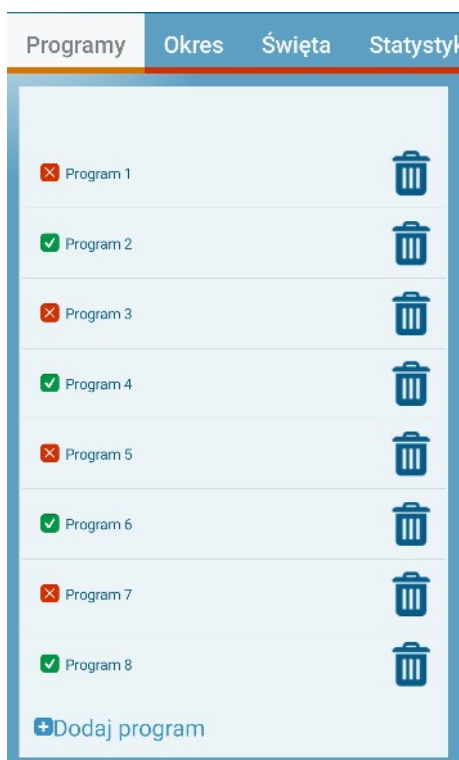 Programy Okres Święta Statystyk
Program 1
Program 2
Program 3
Program 4
Program 5
Program 6
Program 7
Program 8
Dodaj program